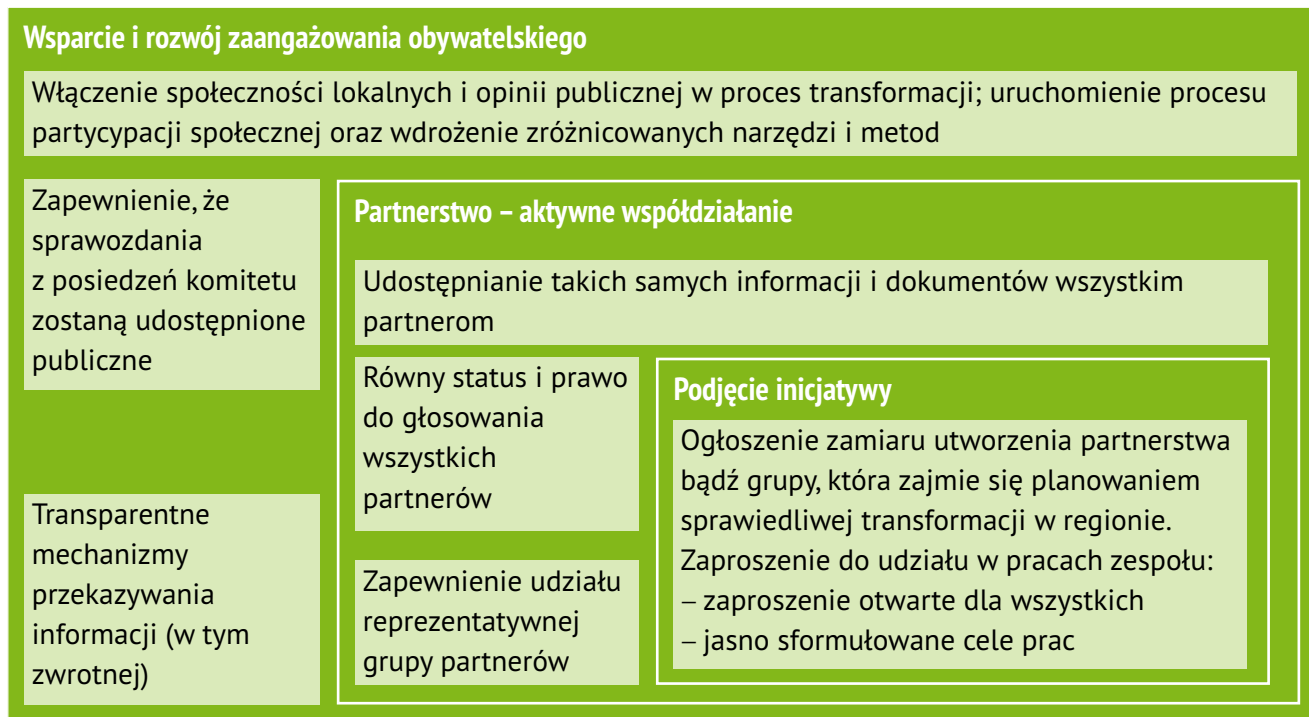 Wsparcie i rozwój zaangażowania obywatelskiego
Włączenie społeczności lokalnych i opinii publicznej w proces transformacji; uruchomienie procesu
partycypacji społecznej oraz wdrożenie zróżnicowanych narzędzi i metod
Zapewnienie, że
sprawozdania
z posiedzeń komitetu
zostaną udostępnione
publiczne
Transparentne
mechanizmy
przekazywania
informacji (w tym
zwrotnej)
Partnerstwo – aktywne współdziałanie
Udostępnianie takich samych informacji i dokumentów wszystkim
partnerom
Równy status i prawo
do głosowania
wszystkich
partnerów
Zapewnienie udziału
reprezentatywnej
grupy partnerów
Podjęcie inicjatywy
Ogłoszenie zamiaru utworzenia partnerstwa
bądź grupy, która zajmie się planowaniem
sprawiedliwej transformacji w regionie.
Zaproszenie do udziału w pracach zespołu:
– zaproszenie otwarte dla wszystkich
– jasno sformułowane cele prac